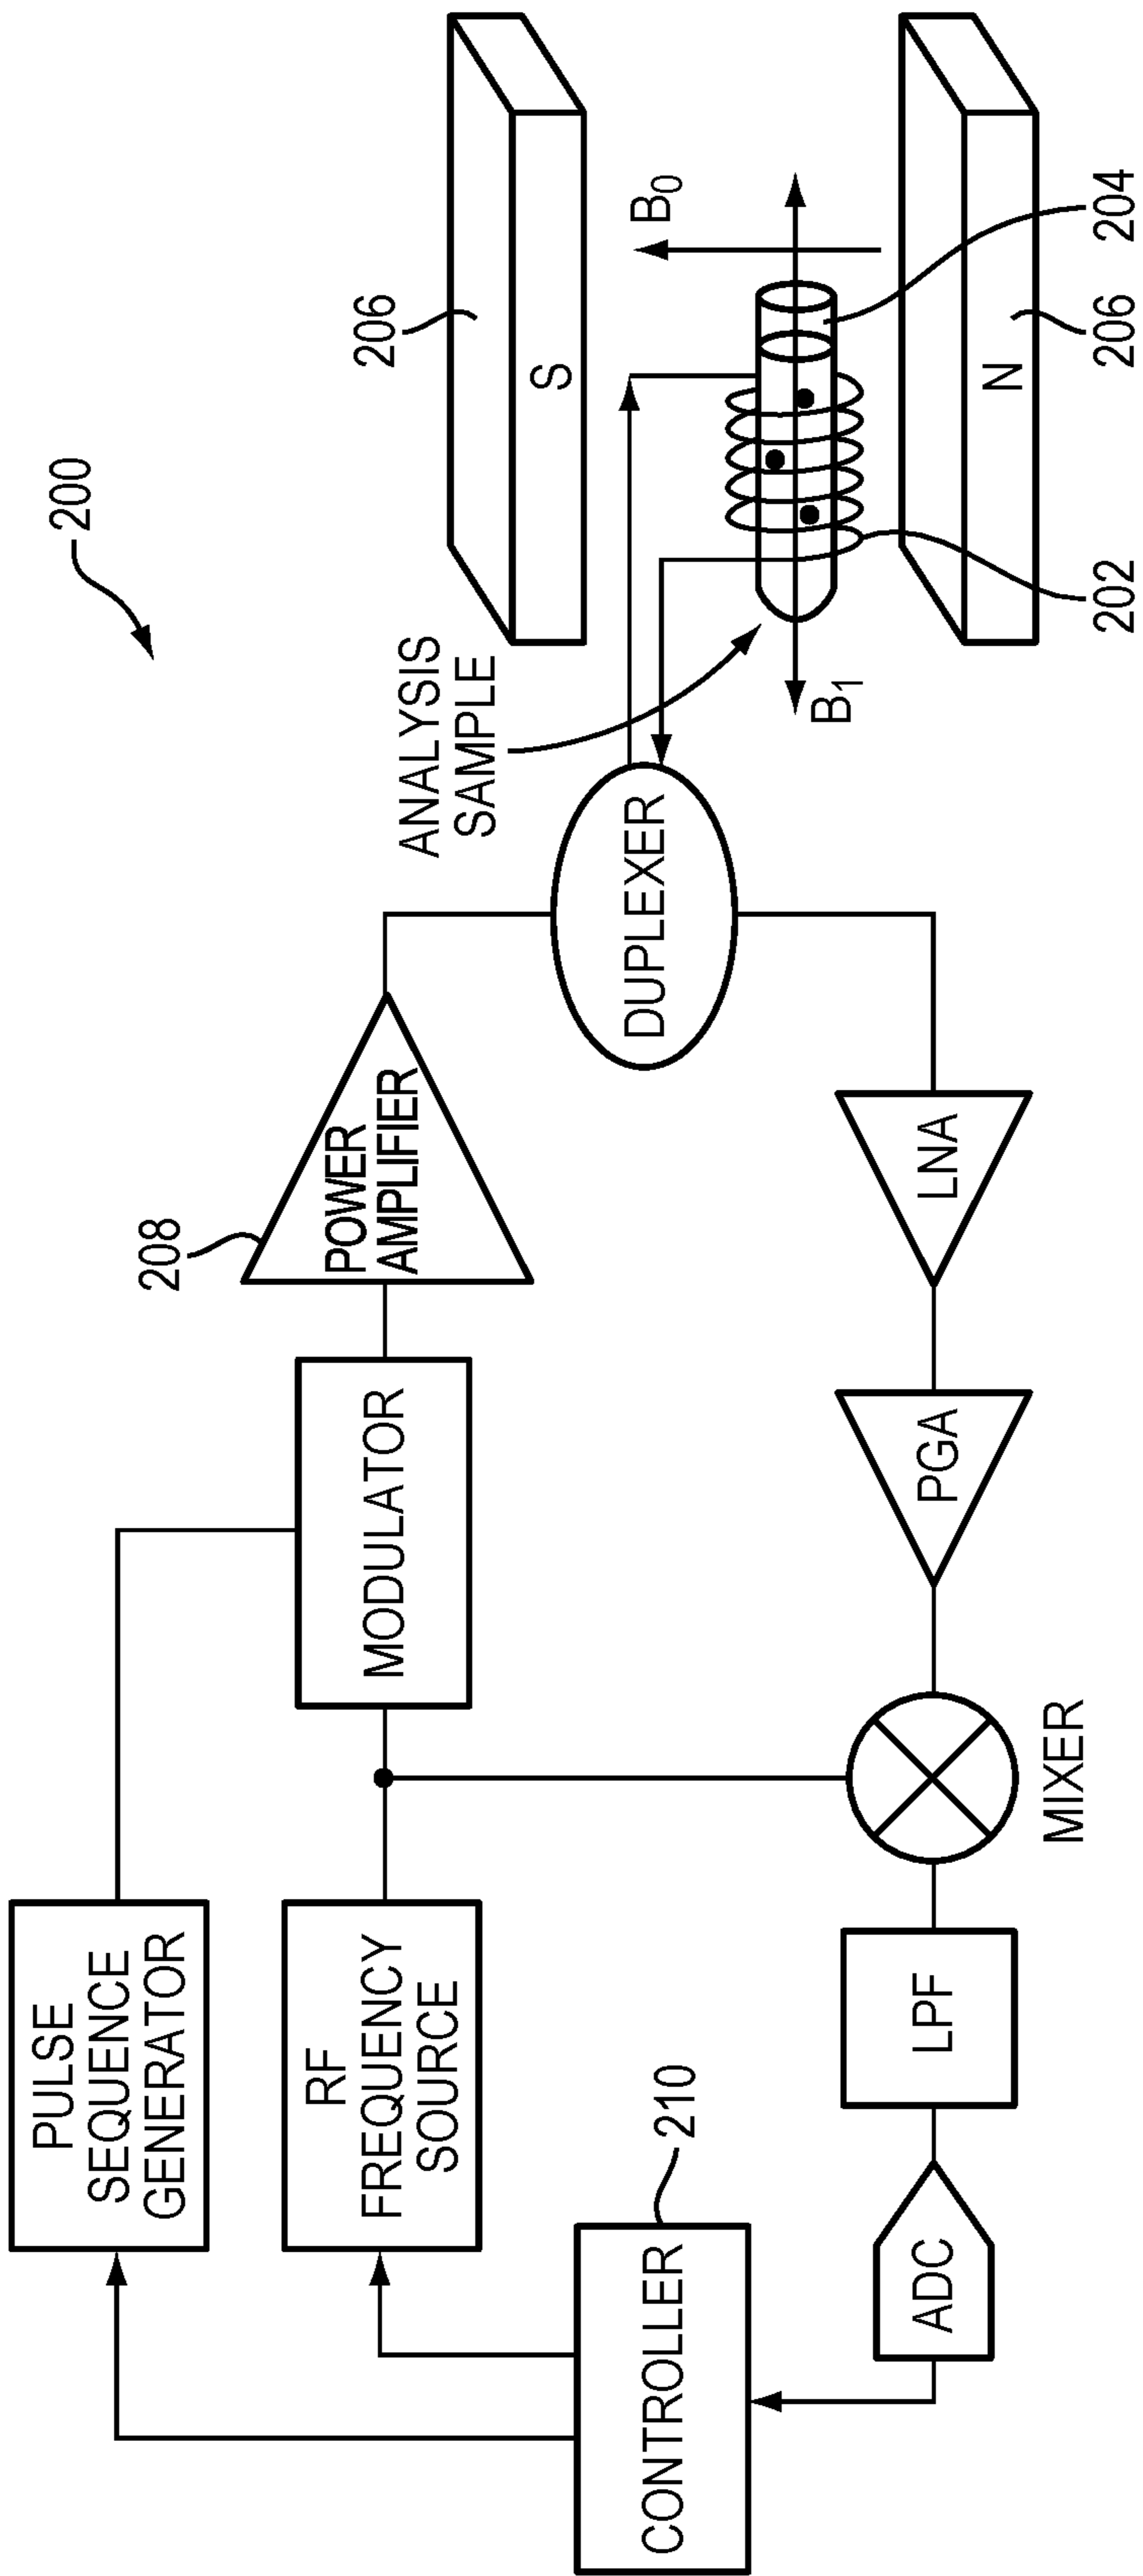 200
PULSE
SEQUENCE
GENERATOR
RF
FREQUENCY
SOURCE
MODULATOR
208
POWER
AMPLIFIER
DUPLEXER
ANALYSIS
SAMPLE
206
S
B0
B1
202
N
206
204
CONTROLLER
210
ADC
LPF
MIXER
PGA
LNA